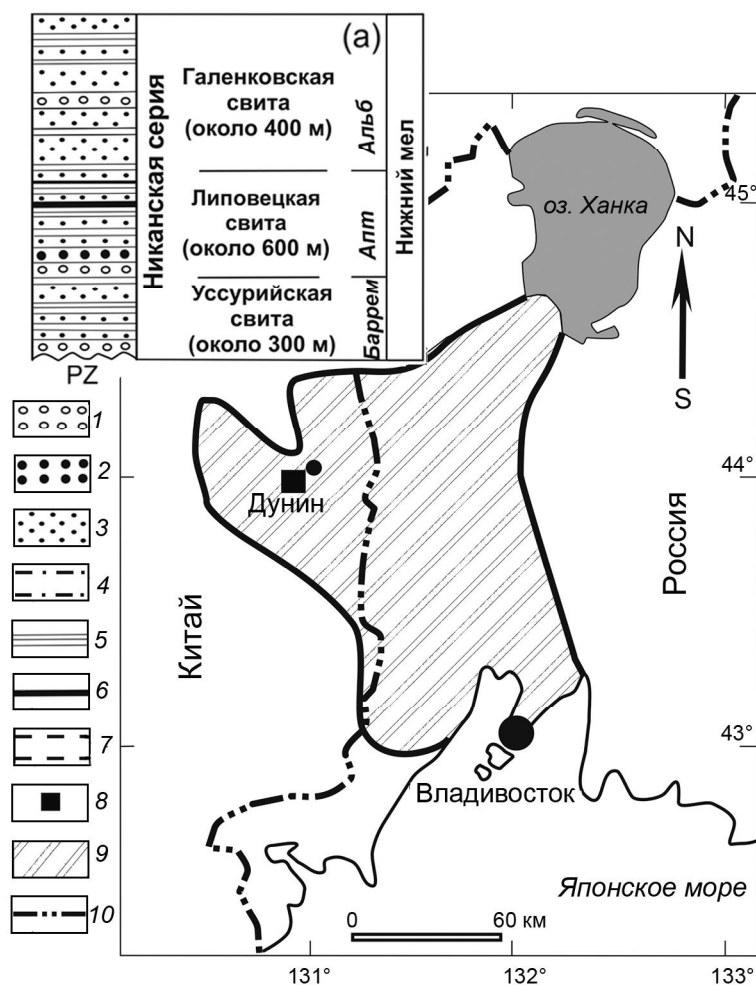 (а)
Никанская серия
Галенковская
свита
(около 400 м)
Альб
Липовецкая
свита
(около 600 м)
Апт
Уссурийская
свита
(около 300 м)
Баррем
Нижний мел
PZ
1
2
3
4
5
6
7
8
9
10
оз. Ханка
45°
N
S
44°
Дунин
Россия
Китай
43°
Владивосток
Японское море
0 60 км
131° 132° 133°